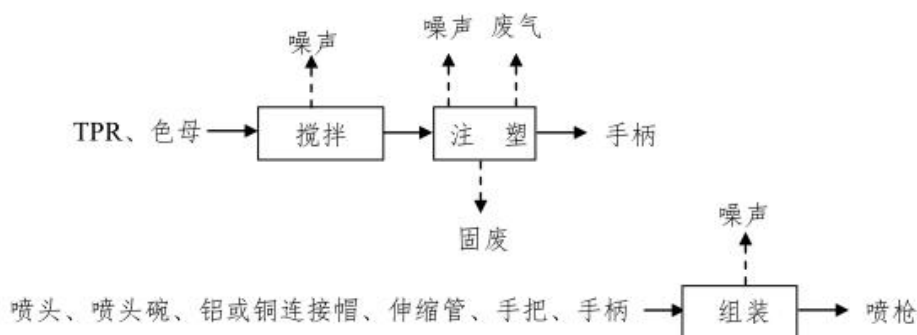 噪声
噪声 废气
TPR、色母 搅拌 注 塑 手柄
固废
噪声
喷头、喷头碗、铝或铜连接帽、伸缩管、手把、手柄 组装 喷枪